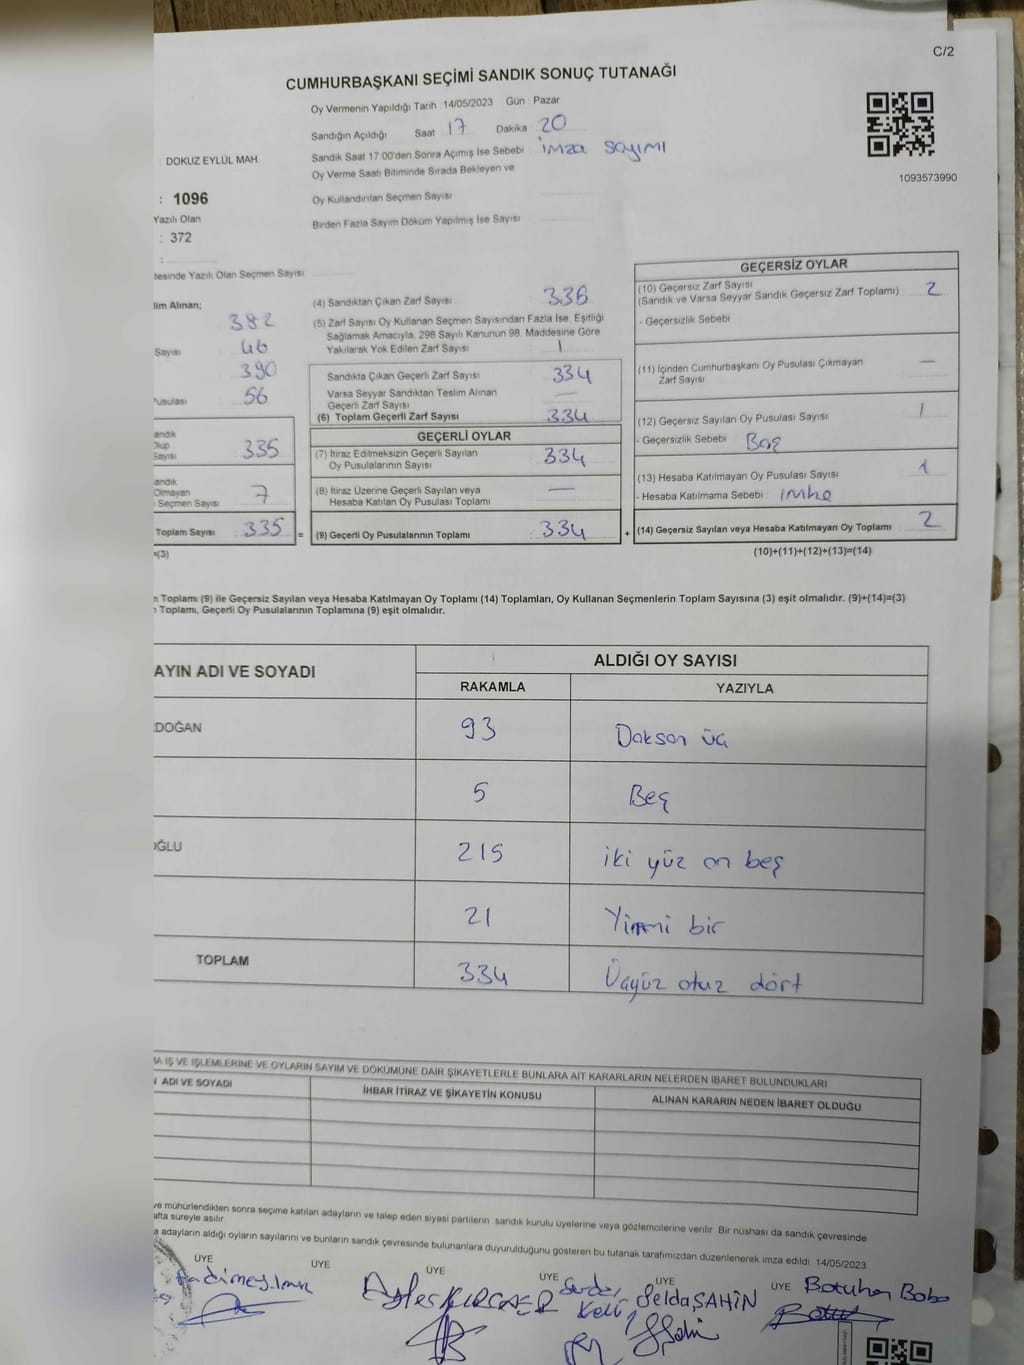 C/2
CUMHURBAŞKANI SEÇİMİ SANDIK SONUÇ TUTANAĞI
Oy Vermenin Yapıldığı Tarih 14/05/2023 Gün Pazar
Sandığın Açıldığı Saat 17 Dakika 20
DOKUZ EYLÜL MAH. Sandık Saat 17:00'den Sonra Açımış İse Sebebi İmza sayımı
Oy Verme Saati Bitiminde Sırada Bekleyen ve
1093573990
: 1096 Oy Kullandırılan Seçmen Sayısı
Yazılı Olan
Birden Fazla Sayım Döküm Yapılmış İse Sayısı
: 372
:
tesinde Yazılı Olan Seçmen Sayısı
GEÇERSİZ OYLAR
lim Alınan;
382
Sayısı 46
390
usulası 56
(4) Sandıktan Çıkan Zarf Sayısı 336
(5) Zarf Sayısı Oy Kullanan Seçmen Sayısından Fazla İse, Eşitliği
Sağlamak Amacıyla, 298 Sayılı Kanunun 98. Maddesine Göre
Yakılarak Yok Edilen Zarf Sayısı 1
Sandıkta Çıkan Geçerli Zarf Sayısı 334
Varsa Seyyar Sandıktan Teslim Alınan
Geçerli Zarf Sayısı —
(6) Toplam Geçerli Zarf Sayısı 334
(10) Geçersiz Zarf Sayısı
(Sandık ve Varsa Seyyar Sandık Geçersiz Zarf Toplamı) 2
- Geçersizlik Sebebi
(11) İçinden Cumhurbaşkanı Oy Pusulası Çıkmayan
Zarf Sayısı —
(12) Geçersiz Sayılan Oy Pusulası Sayısı 1
- Geçersizlik Sebebi Boş
(13) Hesaba Katılmayan Oy Pusulası Sayısı 1
- Hesaba Katılmama Sebebi : imha
(14) Geçersiz Sayılan veya Hesaba Katılmayan Oy Toplamı 2
(10)+(11)+(12)+(13)=(14)
andık
Olup
Sayısı 335
andık
Olmayan
Seçmen Sayısı 7
Toplam Sayısı 335 =
=(3)
GEÇERLİ OYLAR
(7) İtiraz Edilmeksizin Geçerli Sayılan
Oy Pusulalarının Sayısı 334
(8) İtiraz Üzerine Geçerli Sayılan veya
Hesaba Katılan Oy Pusulası Toplamı —
(9) Geçerli Oy Pusulalarının Toplamı 334 +
n Toplamı (9) ile Geçersiz Sayılan veya Hesaba Katılmayan Oy Toplamı (14) Toplamları, Oy Kullanan Seçmenlerin Toplam Sayısına (3) eşit olmalıdır. (9)+(14)=(3)
Toplamı, Geçerli Oy Pusulalarının Toplamına (9) eşit olmalıdır.
AYIN ADI VE SOYADI ALDIĞI OY SAYISI
RAKAMLA YAZIYLA
DOĞAN 93 Doksan üç
5 Beş
OĞLU 215 iki yüz on beş
21 Yirmi bir
TOPLAM 334 Üçyüz otuz dört
MA İŞ VE İŞLEMLERİNE VE OYLARIN SAYIM VE DÖKÜMÜNE DAİR ŞİKAYETLERLE BUNLARA AİT KARARLARIN NELERDEN İBARET BULUNDUKLARI
ADI VE SOYADI İHBAR İTİRAZ VE ŞİKAYETİN KONUSU ALINAN KARARIN NEDEN İBARET OLDUĞU
ve mühürlendikten sonra seçime katılan adayların ve talep eden siyasi partilerin sandık kurulu üyelerine veya gözlemcilerine verilir. Bir nüshası da sandık çevresinde
afta süreyle asılır.
a adayların aldığı oyların sayılarını ve bunların sandık çevresinde bulunanlara duyurulduğunu gösteren bu tutanak tarafımızdan düzenlenerek imza edildi. 14/05/2023
ÜYE ÜYE ÜYE ÜYE ÜYE ÜYE
Selda ŞAHİN Batuhan